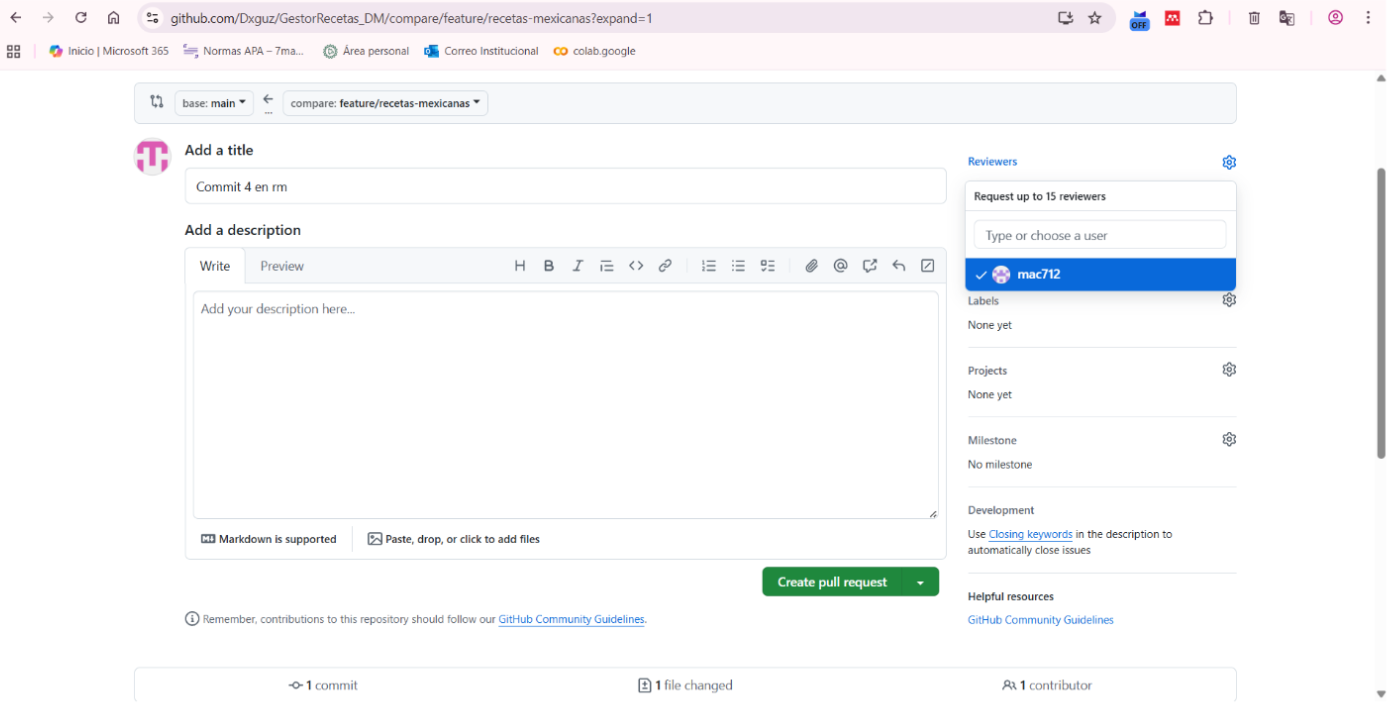 github.com/Dxguz/GestorRecetas_DM/compare/feature/recetas-mexicanas?expand=1
OFF
Inicio | Microsoft 365
Normas APA – 7ma...
Área personal
Correo Institucional
colab.google
base: main
compare: feature/recetas-mexicanas
...
Add a title
Commit 4 en rm
Reviewers
Request up to 15 reviewers
Type or choose a user
mac712
Add a description
Write
Preview
Add your description here...
Markdown is supported
Paste, drop, or click to add files
Create pull request
Remember, contributions to this repository should follow our GitHub Community Guidelines.
Labels
None yet
Projects
None yet
Milestone
No milestone
Development
Use Closing keywords in the description to
automatically close issues
Helpful resources
GitHub Community Guidelines
1 commit
1 file changed
1 contributor